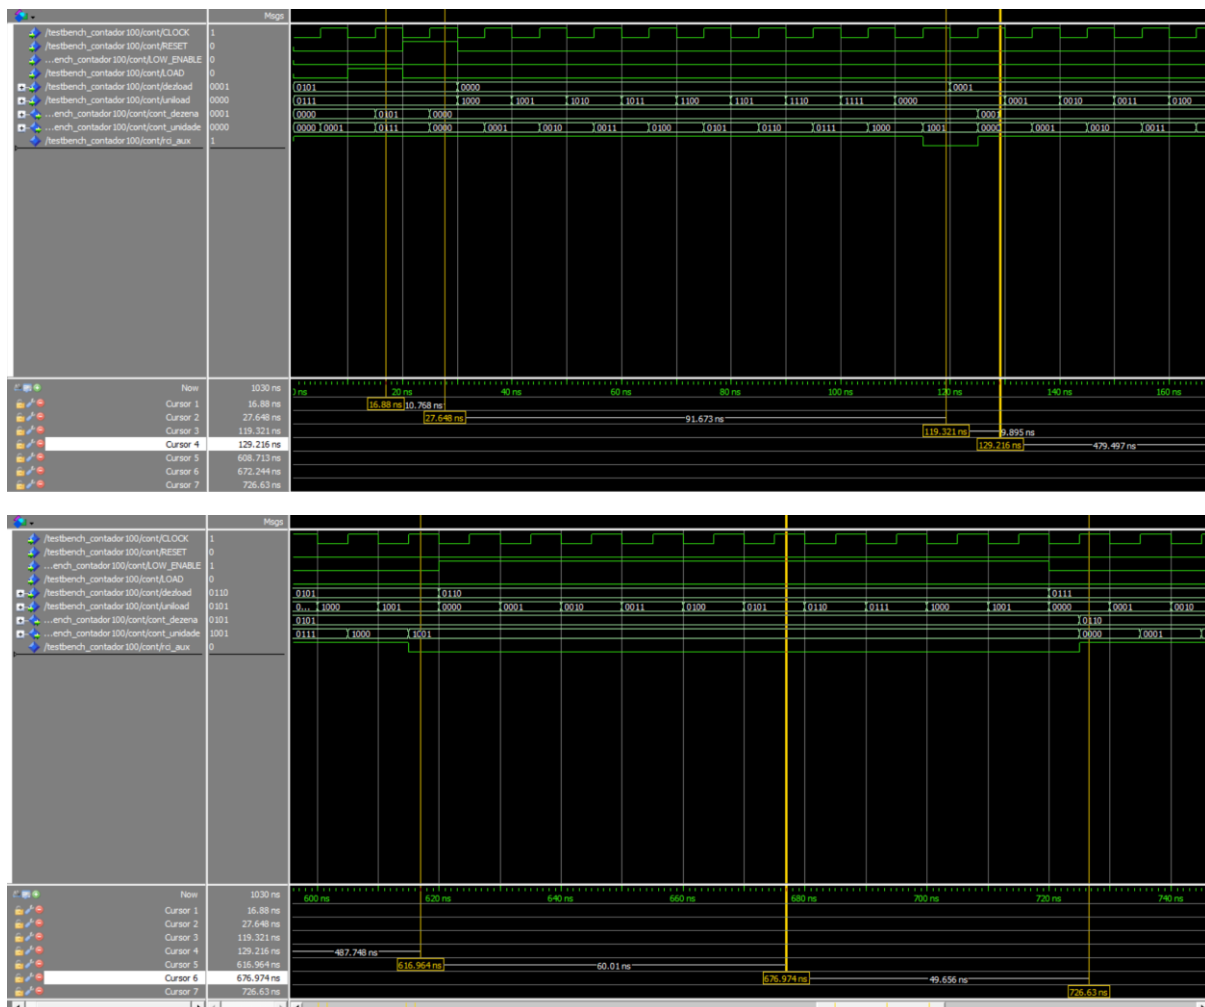 Msgs
/testbench_contador100/cont/CLOCK 1
/testbench_contador100/cont/RESET 0
...ench_contador100/cont/LOW_ENABLE 0
/testbench_contador100/cont/LOAD 0
/testbench_contador100/cont/dezload 0001 0101 0000 0001
/testbench_contador100/cont/uniload 0000 0111 1000 1001 1010 1011 1100 1101 1110 1111 0000 0001 0010 0011 0100
...ench_contador100/cont/cont_dezena 0001 0000 0101 0000 0001
...ench_contador100/cont/cont_unidade 0000 0000 0001 0111 0000 0001 0010 0011 0100 0101 0110 0111 1000 1001 0000 0001 0010 0011
/testbench_contador100/cont/rci_aux 1
Now 1030 ns ns 20 ns 40 ns 60 ns 80 ns 100 ns 120 ns 140 ns 160 ns
Cursor 1 16.88 ns 16.88 ns 10.768 ns
Cursor 2 27.648 ns 27.648 ns 91.673 ns
Cursor 3 119.321 ns 119.321 ns 9.895 ns
Cursor 4 129.216 ns 129.216 ns 479.497 ns
Cursor 5 608.713 ns
Cursor 6 672.244 ns
Cursor 7 726.63 ns
Msgs
/testbench_contador100/cont/CLOCK 1
/testbench_contador100/cont/RESET 0
...ench_contador100/cont/LOW_ENABLE 1
/testbench_contador100/cont/LOAD 0
/testbench_contador100/cont/dezload 0110 0101 0110 0111
/testbench_contador100/cont/uniload 0101 0... 1000 1001 0000 0001 0010 0011 0100 0101 0110 0111 1000 1001 0000 0001 0010
...ench_contador100/cont/cont_dezena 0101 0101 0110
...ench_contador100/cont/cont_unidade 1001 0111 1000 1001 0000 0001
/testbench_contador100/cont/rci_aux 0
Now 1030 ns 600 ns 620 ns 640 ns 660 ns 680 ns 700 ns 720 ns 740 ns
Cursor 1 16.88 ns
Cursor 2 27.648 ns
Cursor 3 119.321 ns
Cursor 4 129.216 ns 487.748 ns
Cursor 5 616.964 ns 616.964 ns 60.01 ns
Cursor 6 676.974 ns 676.974 ns 49.656 ns
Cursor 7 726.63 ns 726.63 ns